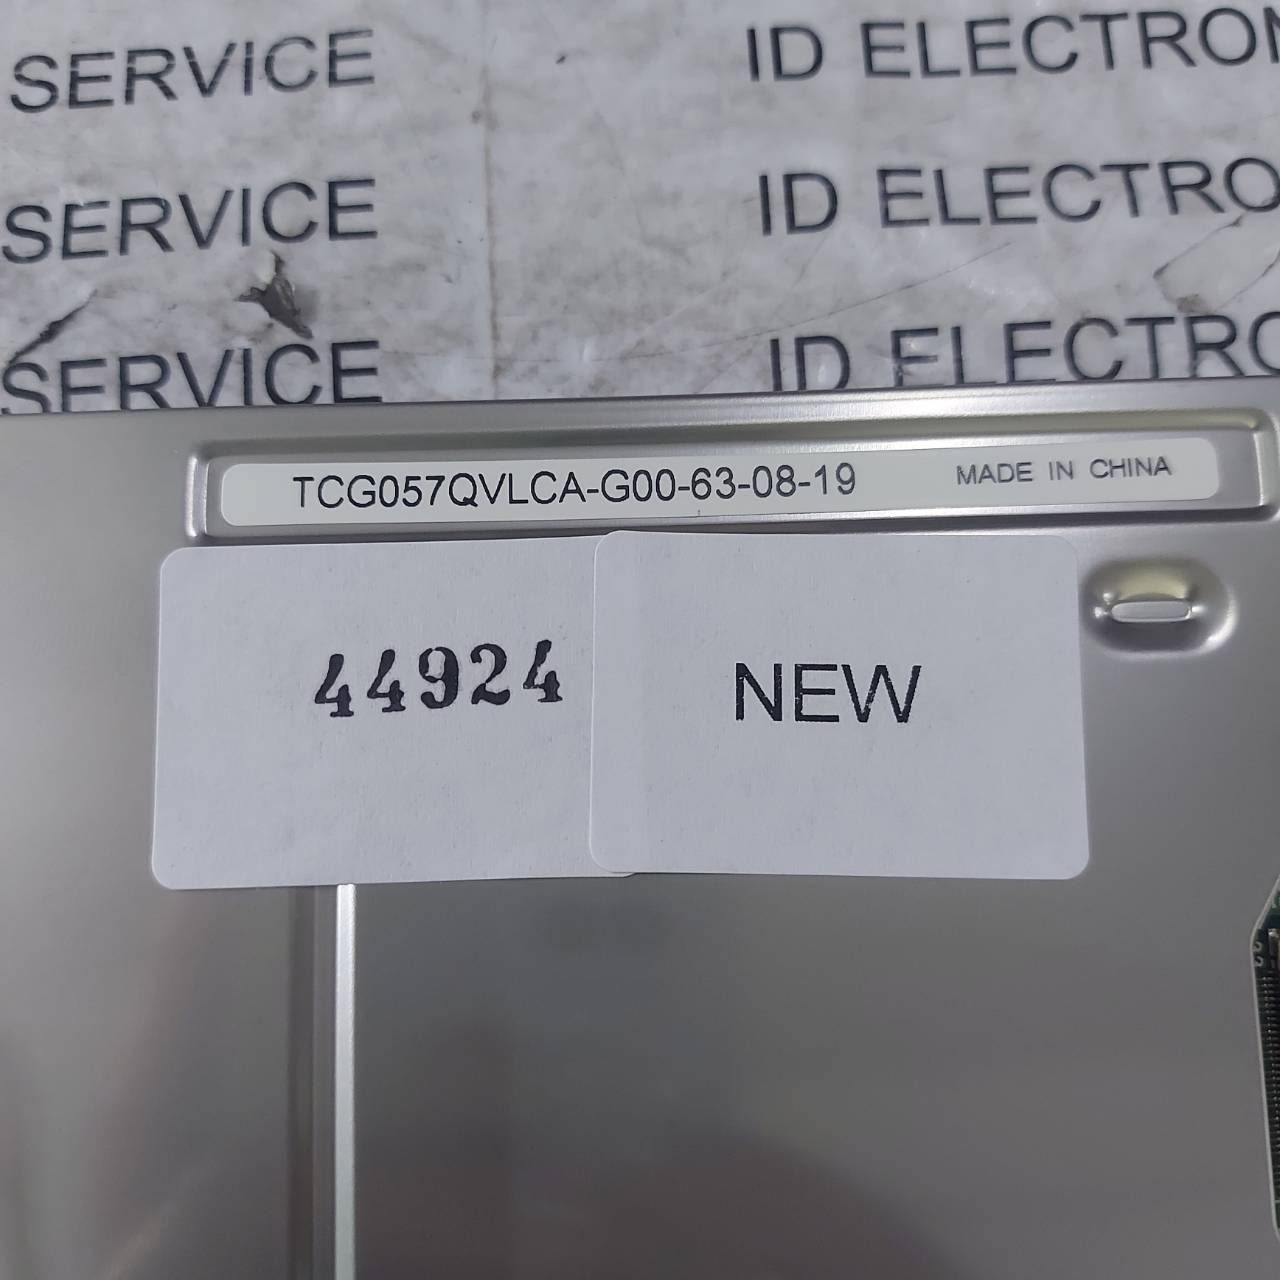 SERVICE ID ELECTRON
SERVICE ID ELECTRO
SERVICE ID ELECTRO
TCG057QVLCA-G00-63-08-19 MADE IN CHINA
44924 NEW